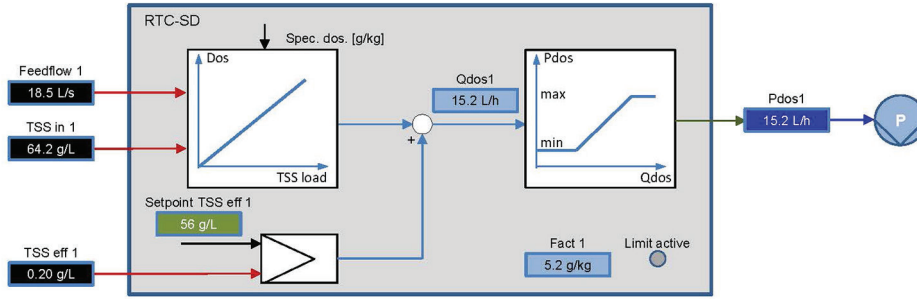 RTC-SD
Spec. dos. [g/kg]
Feedflow 1
18.5 L/s
TSS in 1
64.2 g/L
Dos
TSS load
Qdos1
15.2 L/h
+
Pdos
max
min
Qdos
Pdos1
15.2 L/h
P
Setpoint TSS eff 1
56 g/L
TSS eff 1
0.20 g/L
Fact 1
5.2 g/kg
Limit active